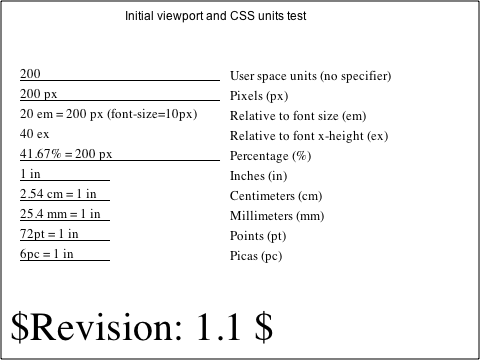 Initial viewport and CSS units test
200 User space units (no specifier)
200 px Pixels (px)
20 em = 200 px (font-size=10px) Relative to font size (em)
40 ex Relative to font x-height (ex)
41.67% = 200 px Percentage (%)
1 in Inches (in)
2.54 cm = 1 in Centimeters (cm)
25.4 mm = 1 in Millimeters (mm)
72pt = 1 in Points (pt)
6pc = 1 in Picas (pc)
$Revision: 1.1 $